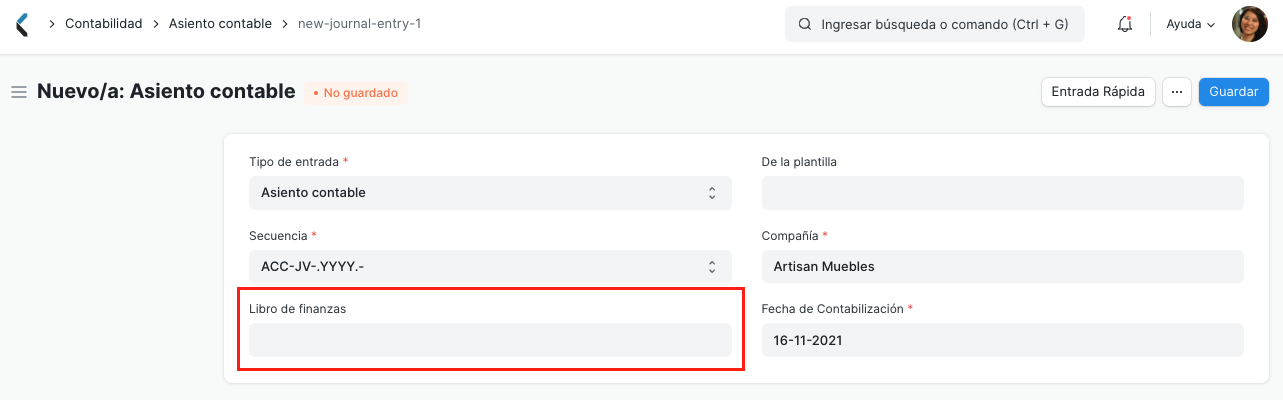 Contabilidad
Asiento contable
new-journal-entry-1
Ingresar búsqueda o comando (Ctrl + G)
Ayuda
Nuevo/a: Asiento contable
No guardado
Entrada Rápida
...
Guardar
Tipo de entrada *
Asiento contable
De la plantilla
Secuencia *
ACC-JV-.YYYY.-
Compañía *
Artisan Muebles
Libro de finanzas
Fecha de Contabilización *
16-11-2021